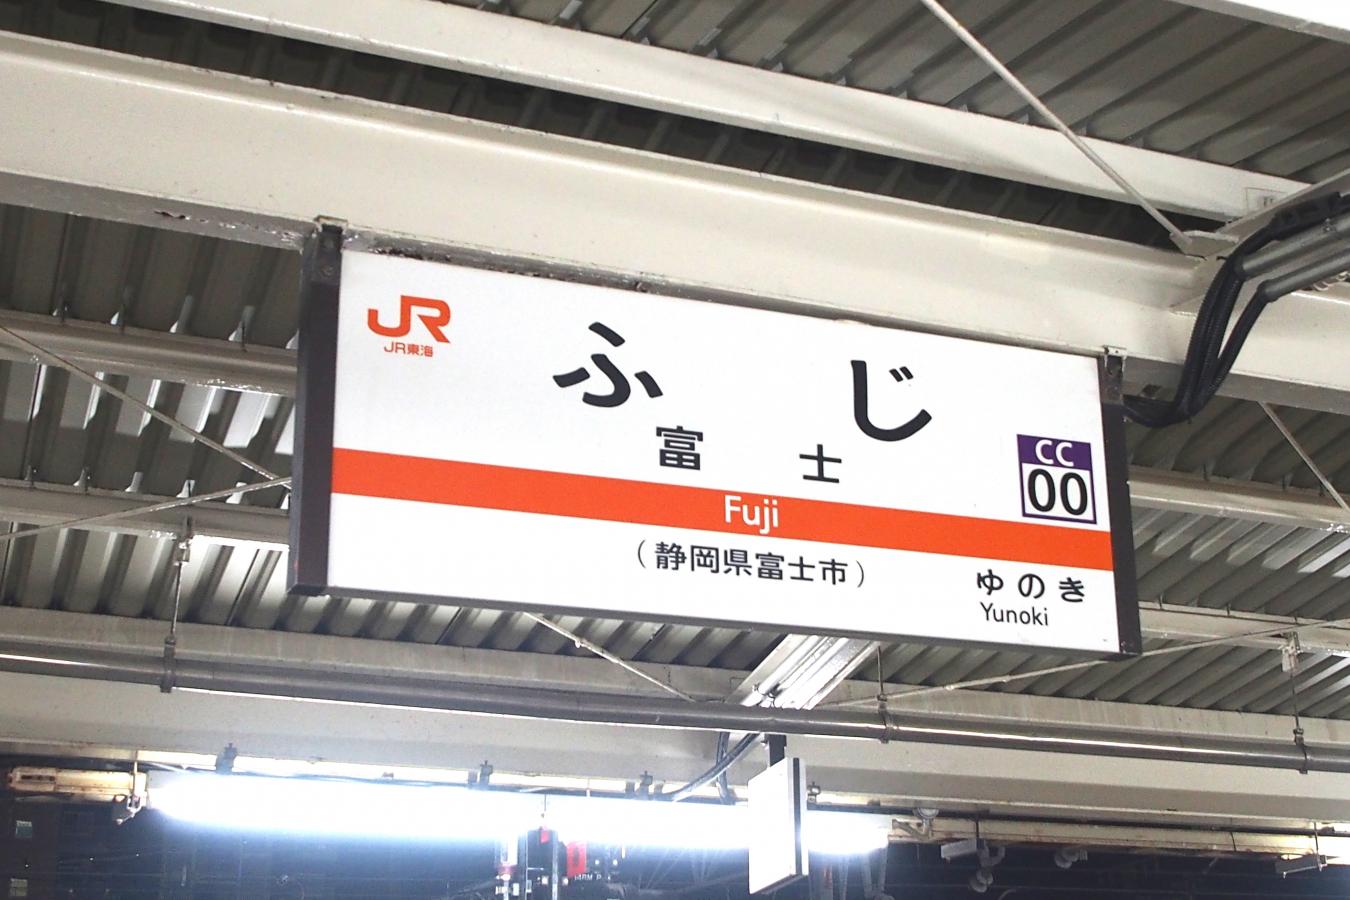 JR
JR東海
ふじ
富士
CC
00
Fuji
(静岡県富士市)
ゆのき
Yunoki